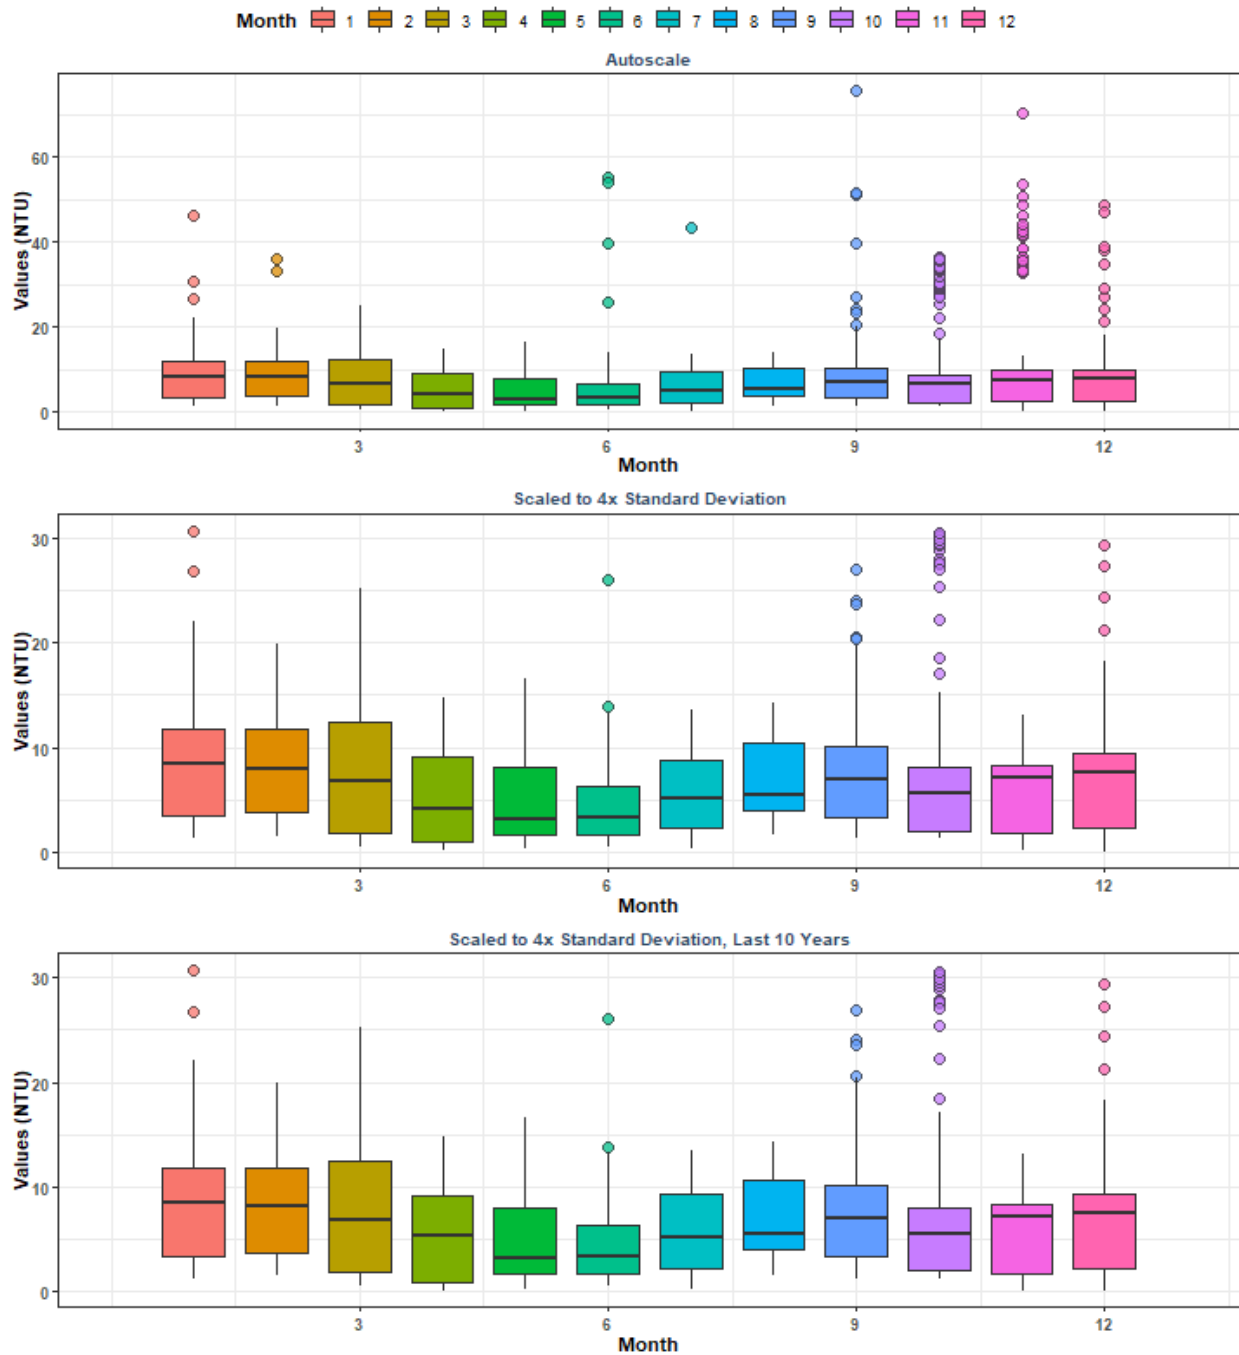 Month 1 2 3 4 5 6 7 8 9 10 11 12
Autoscale
Values (NTU)
60
40
20
0
3 6 9 12
Month
Scaled to 4x Standard Deviation
Values (NTU)
30
20
10
0
3 6 9 12
Month
Scaled to 4x Standard Deviation, Last 10 Years
Values (NTU)
30
20
10
0
3 6 9 12
Month